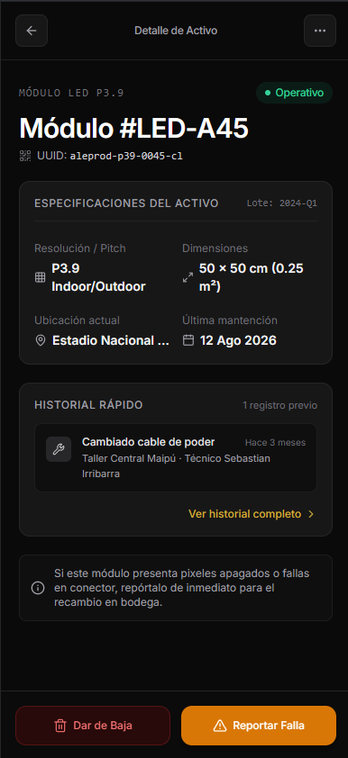 Detalle de Activo
MÓDULO LED P3.9
Operativo
Módulo #LED-A45
UUID: aleprod-p39-0045-cl
ESPECIFICACIONES DEL ACTIVO
Lote: 2024-Q1
Resolución / Pitch
P3.9
Indoor/Outdoor
Dimensiones
50 × 50 cm (0.25
m²)
Ubicación actual
Estadio Nacional ...
Última mantención
12 Ago 2026
HISTORIAL RÁPIDO
1 registro previo
Cambiado cable de poder
Hace 3 meses
Taller Central Maipú · Técnico Sebastian
Irribarra
Ver historial completo
Si este módulo presenta pixeles apagados o fallas
en conector, repórtalo de inmediato para el
recambio en bodega.
Dar de Baja
Reportar Falla